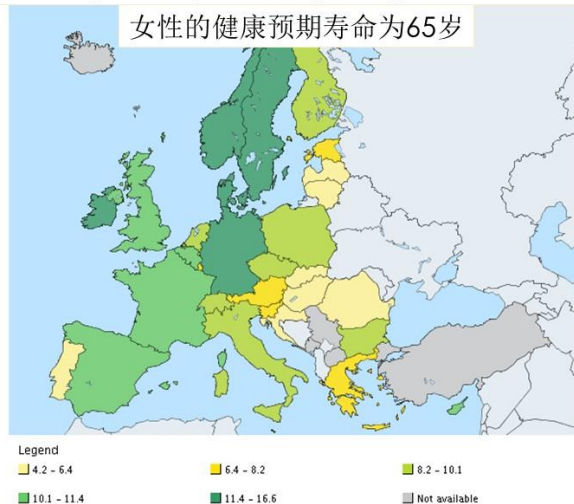 女性的健康预期寿命为65岁
Legend
4.2 - 6.4
6.4 - 8.2
8.2 - 10.1
10.1 - 11.4
11.4 - 16.6
Not available